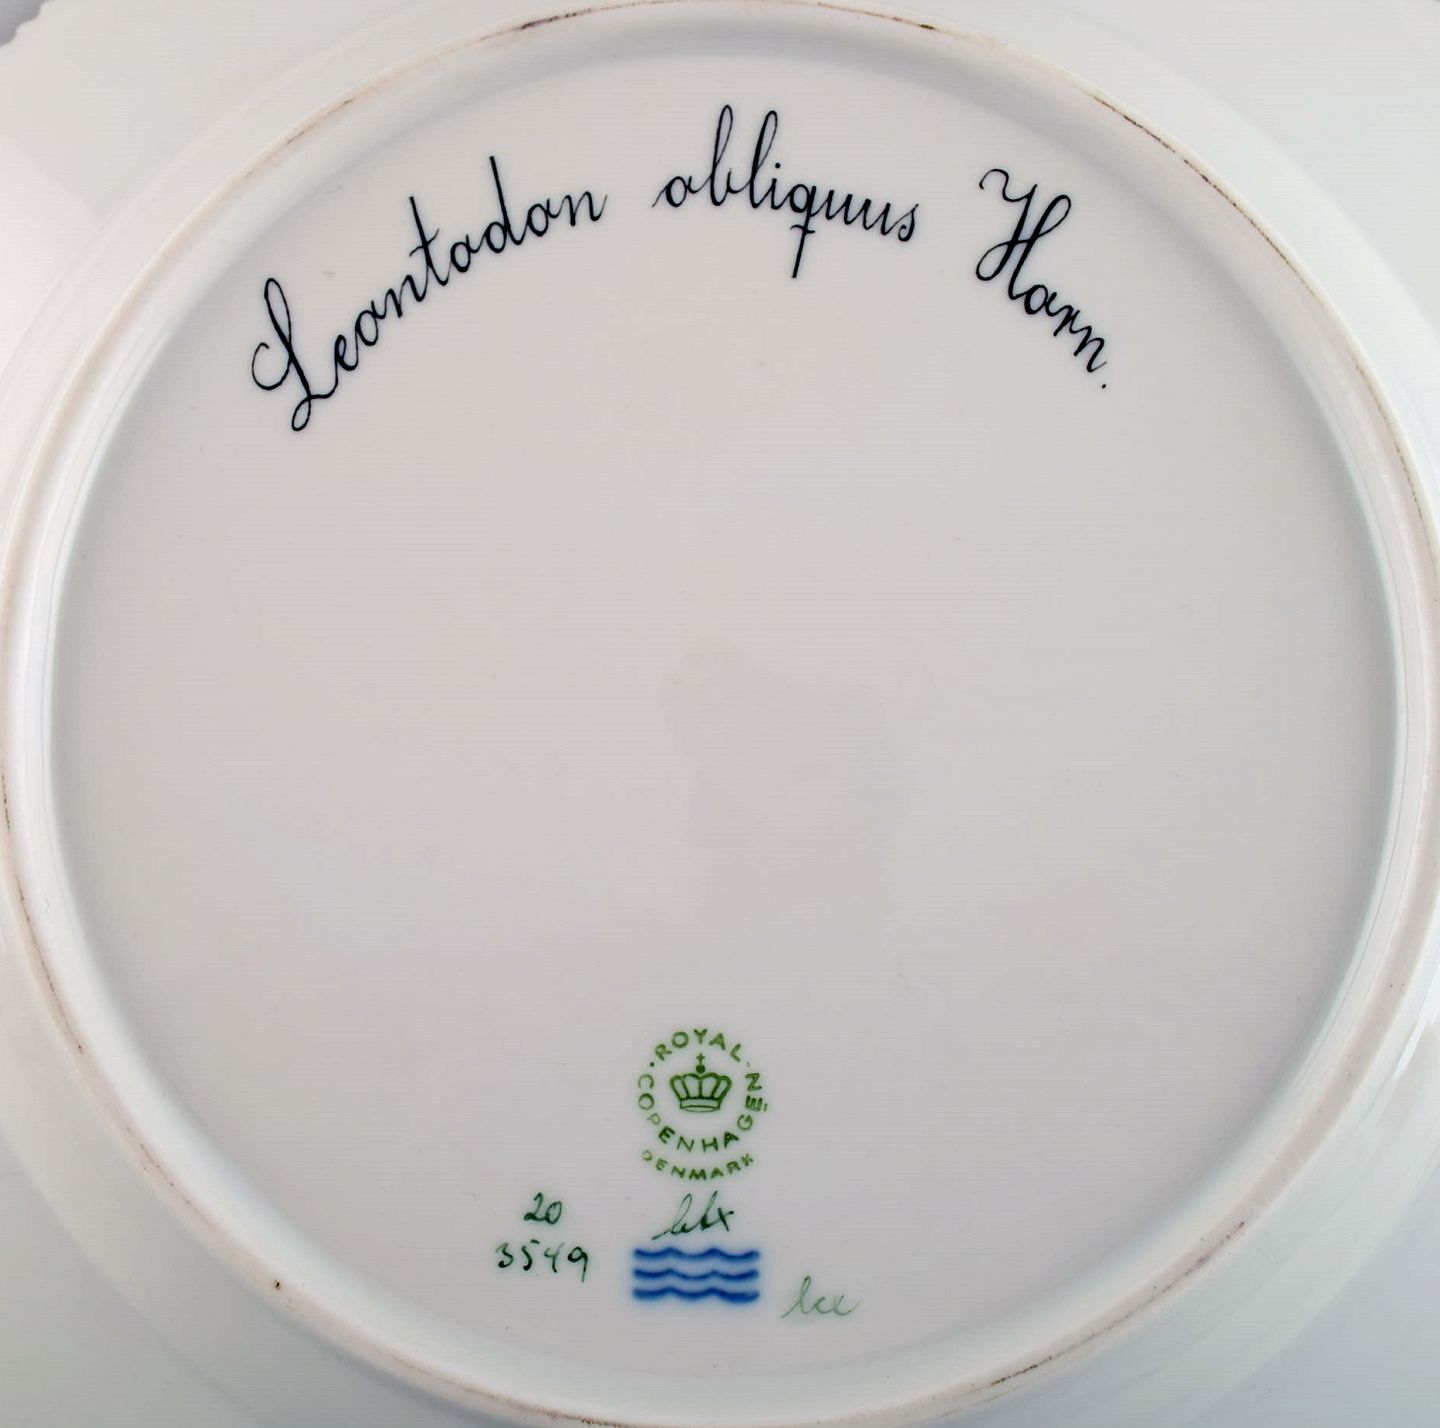 Leontodon obliquus Horn.
ROYAL COPENHAGEN
DENMARK
20
3549